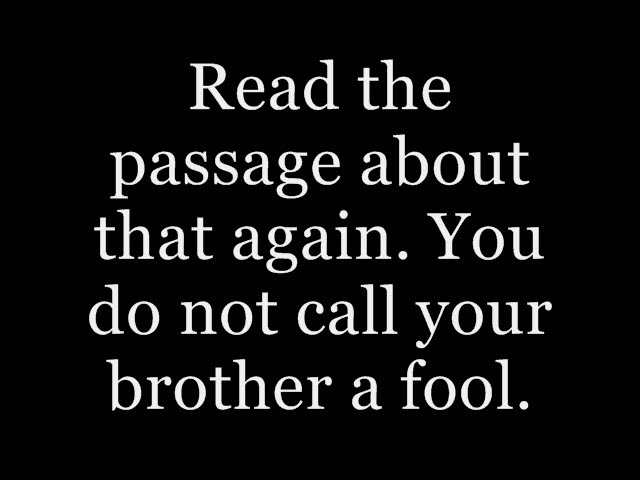 Read the
passage about
that again. You
do not call your
brother a fool.